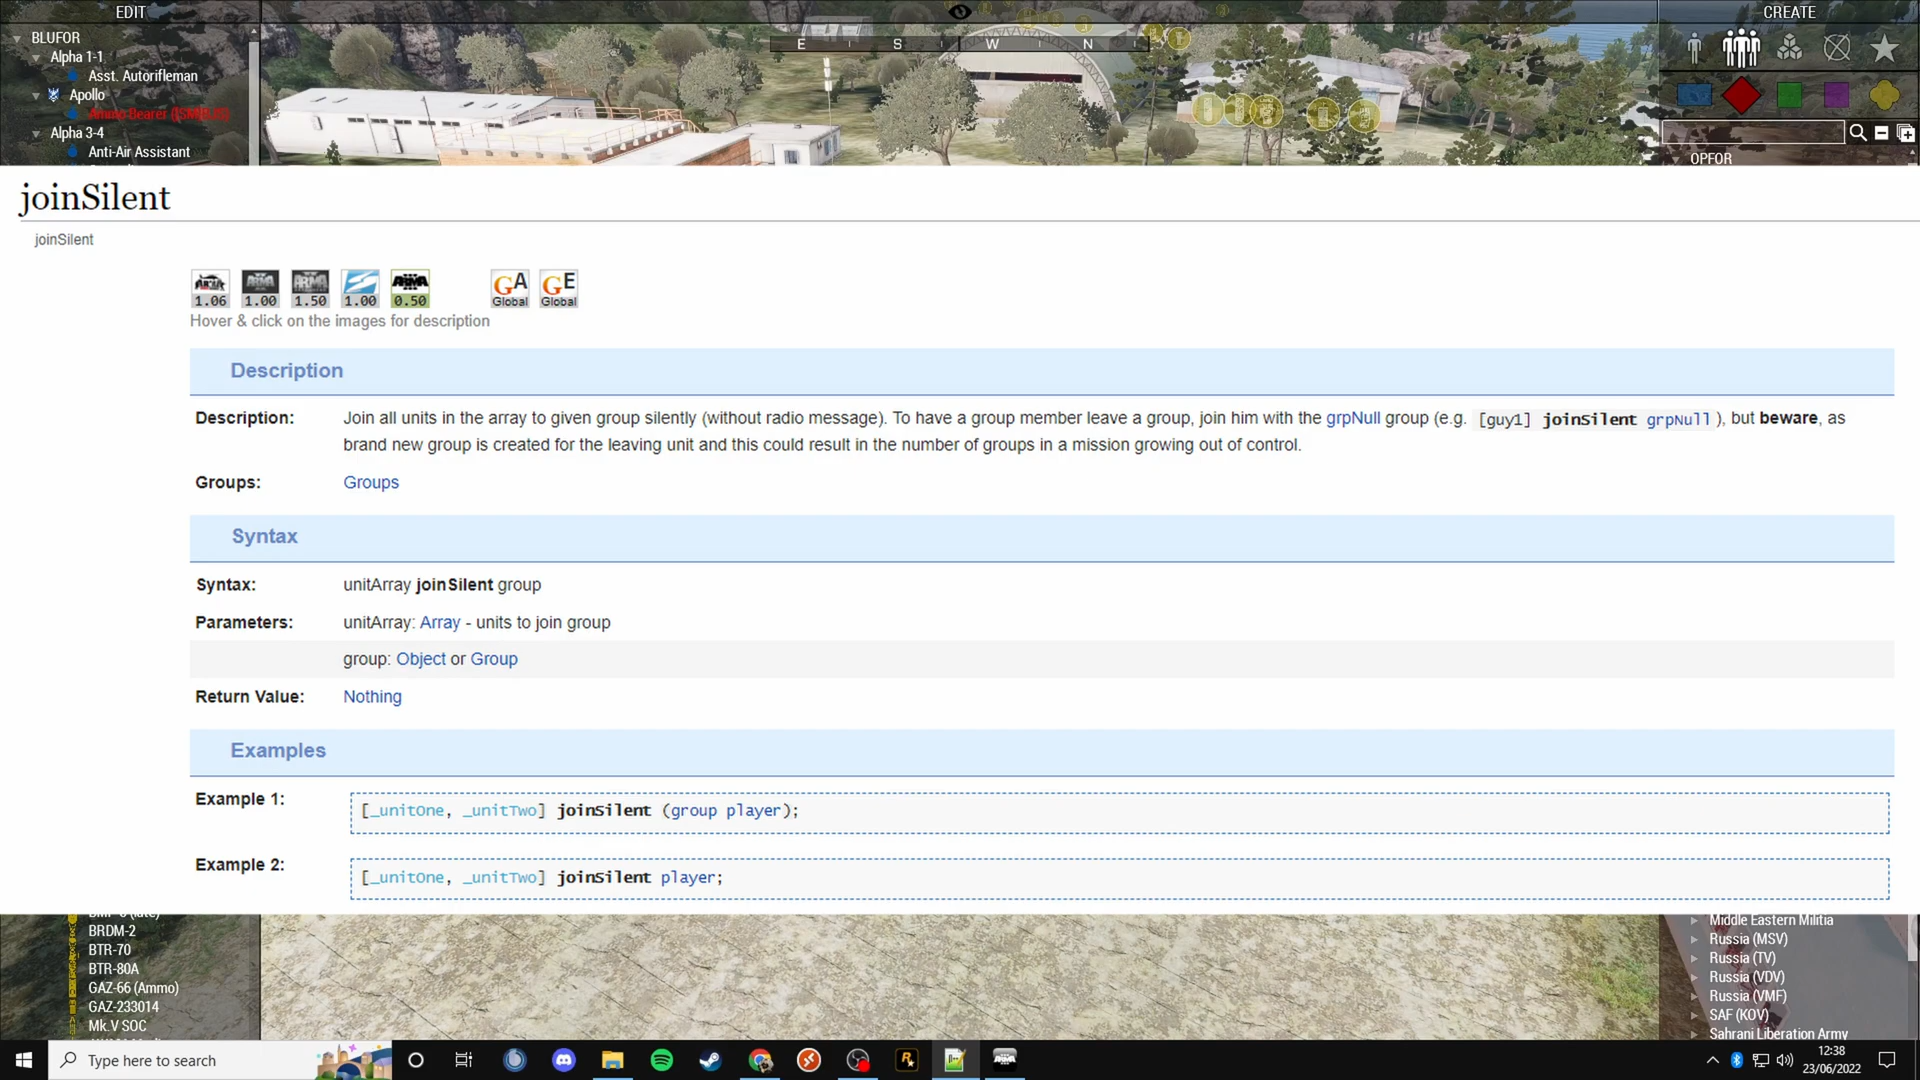 EDIT
E S W N
CREATE
BLUFOR
Alpha 1-1
Asst. Autorifleman
Apollo
Alpha 3-4
Anti-Air Assistant
OPFOR
joinSilent
joinSilent
1.06 1.00 1.50 1.00 0.50 GA Global GE Global
Hover & click on the images for description
Description
Description: Join all units in the array to given group silently (without radio message). To have a group member leave a group, join him with the grpNull group (e.g. [guy1] joinSilent grpNull ), but beware, as
brand new group is created for the leaving unit and this could result in the number of groups in a mission growing out of control.
Groups: Groups
Syntax
Syntax: unitArray joinSilent group
Parameters: unitArray: Array - units to join group
group: Object or Group
Return Value: Nothing
Examples
Example 1: [_unitOne, _unitTwo] joinSilent (group player);
Example 2: [_unitOne, _unitTwo] joinSilent player;
BRDM-2
BTR-70
BTR-80A
GAZ-66 (Ammo)
GAZ-233014
Mk.V SOC
Middle Eastern Militia
Russia (MSV)
Russia (TV)
Russia (VDV)
Russia (VMF)
SAF (KOV)
Sahrani Liberation Army
Type here to search
12:38
23/06/2022